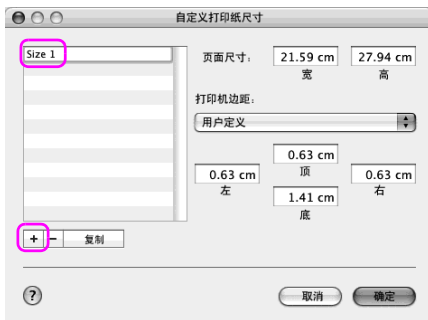 自定义打印纸尺寸
Size 1
页面尺寸: 21.59 cm 27.94 cm
宽 高
打印机边距:
用户定义
0.63 cm
顶
0.63 cm 0.63 cm
左 右
1.41 cm
底
+ - 复制
? 取消 确定